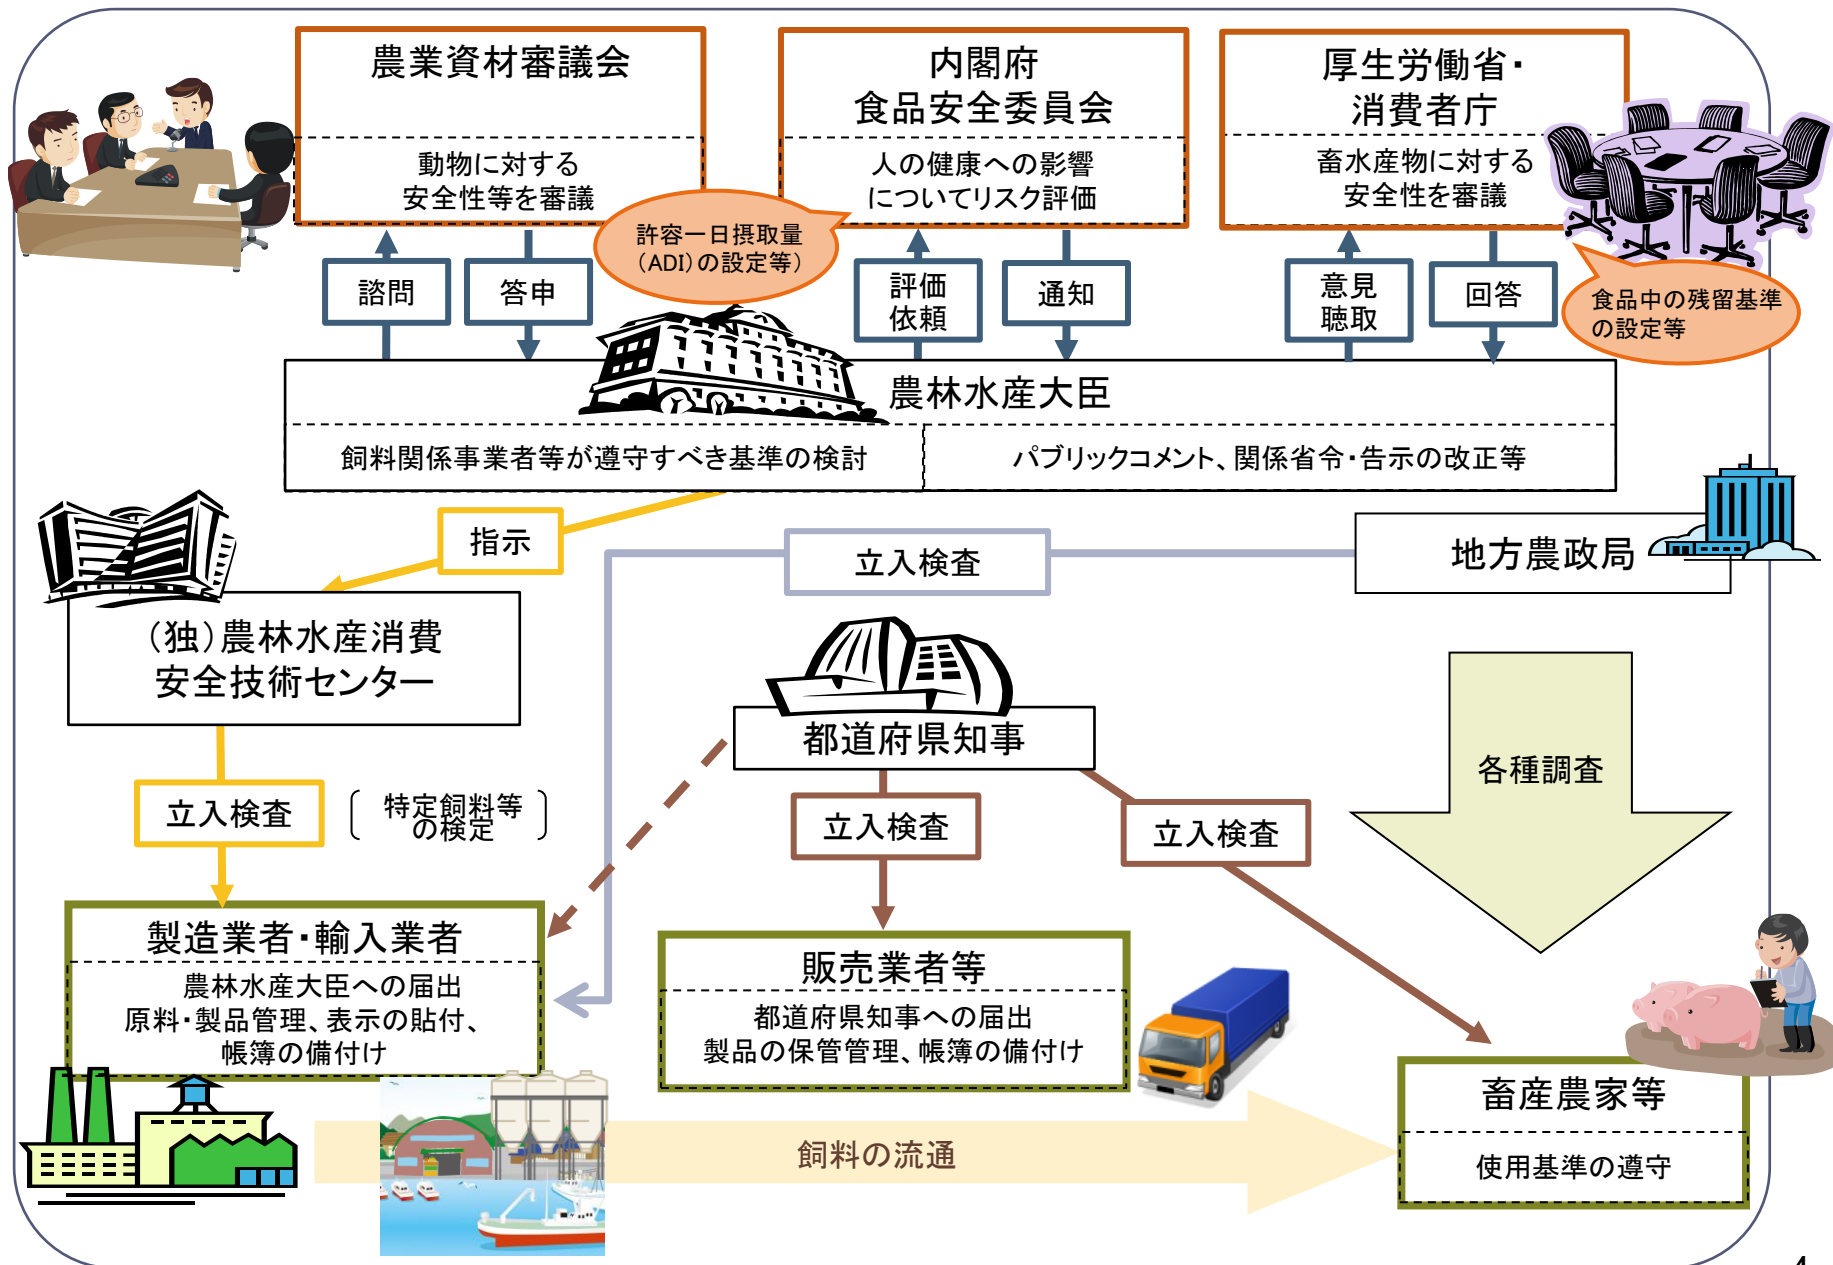 農業資材審議会
動物に対する
安全性等を審議
内閣府
食品安全委員会
人の健康への影響
についてリスク評価
厚生労働省・
消費者庁
畜水産物に対する
安全性を審議
許容一日摂取量
（ADI）の設定等）
食品中の残留基準
の設定等
諮問
答申
評価
依頼
通知
意見
聴取
回答
農林水産大臣
飼料関係事業者等が遵守すべき基準の検討
パブリックコメント、関係省令・告示の改正等
指示
立入検査
地方農政局
（独）農林水産消費
安全技術センター
都道府県知事
各種調査
立入検査
特定飼料等
の検定
立入検査
立入検査
製造業者・輸入業者
農林水産大臣への届出
原料・製品管理、表示の貼付、
帳簿の備付け
販売業者等
都道府県知事への届出
製品の保管管理、帳簿の備付け
畜産農家等
使用基準の遵守
飼料の流通
4